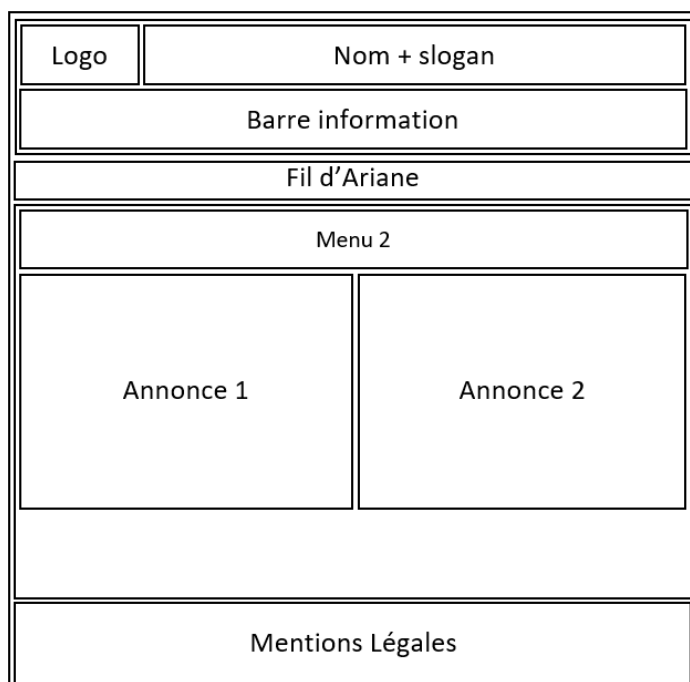 Logo
Nom + slogan
Barre information
Fil d’Ariane
Menu 2
Annonce 1
Annonce 2
Mentions Légales